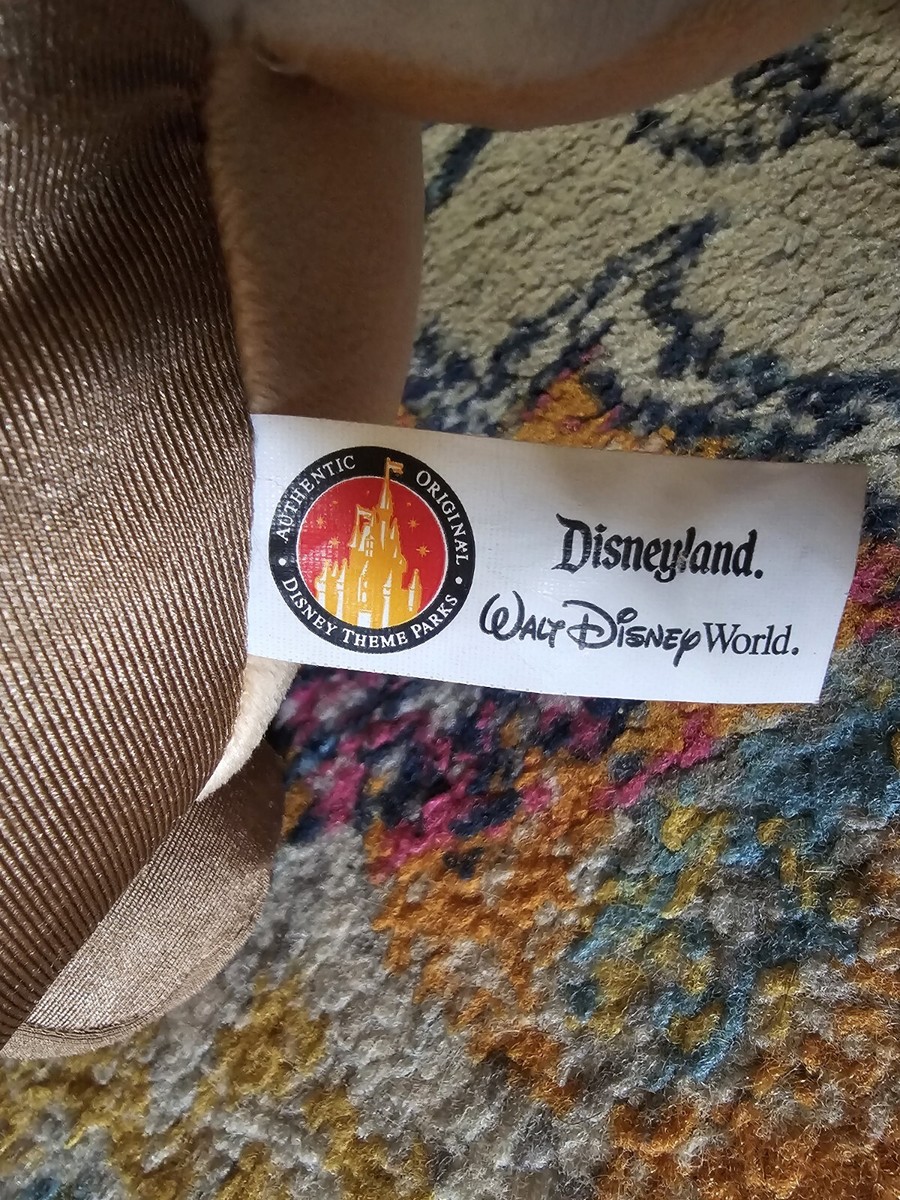 AUTHENTIC ORIGINAL
• DISNEY THEME PARKS •
Disneyland.
WALT DISNEY World.